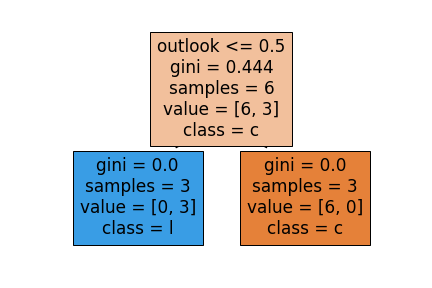 outlook <= 0.5
gini = 0.444
samples = 6
value = [6, 3]
class = c
gini = 0.0
samples = 3
value = [0, 3]
class = l
gini = 0.0
samples = 3
value = [6, 0]
class = c